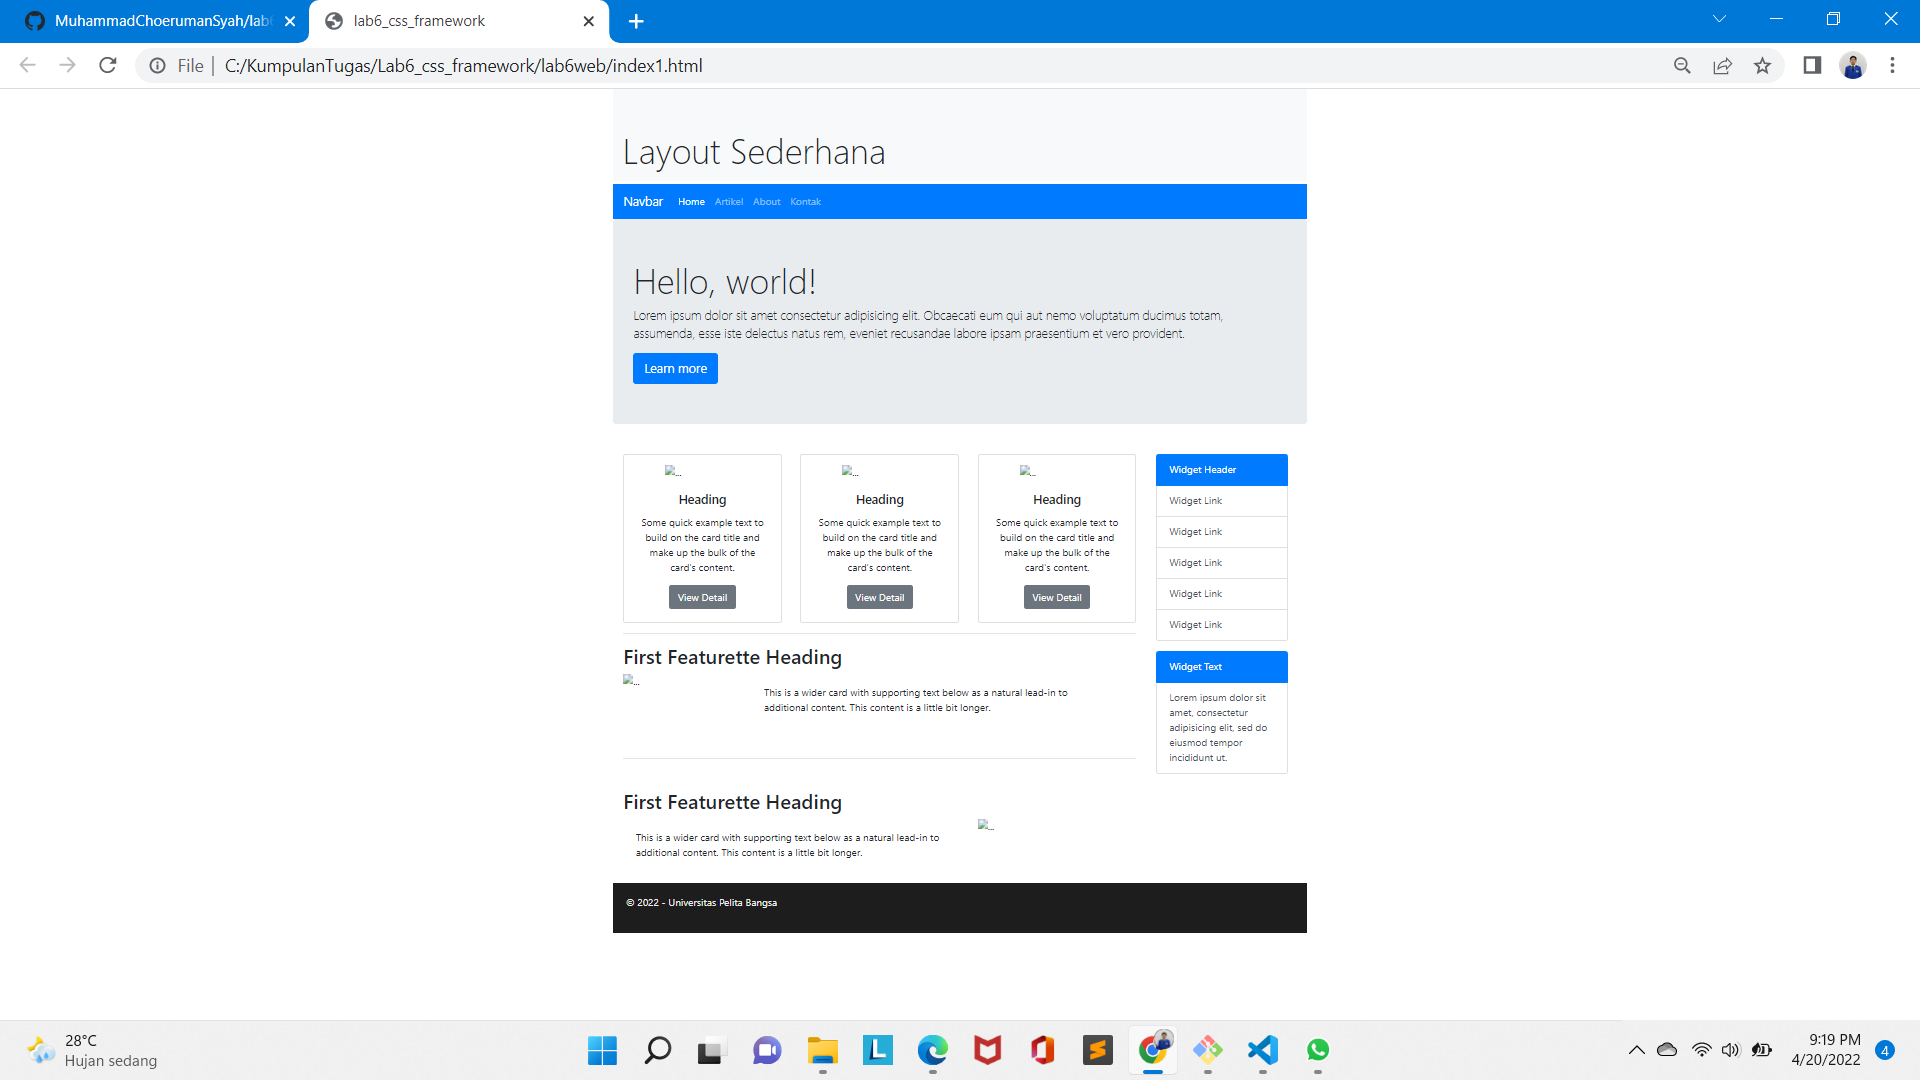 MuhammadChoerumanSyah/lab
lab6_css_framework
File
C:/KumpulanTugas/Lab6_css_framework/lab6web/index1.html
Layout Sederhana
Navbar Home Artikel About Kontak
Hello, world!
Lorem ipsum dolor sit amet consectetur adipisicing elit. Obcaecati eum qui aut nemo voluptatum ducimus totam,
assumenda, esse iste delectus natus rem, eveniet recusandae labore ipsam praesentium et vero provident.
Learn more
...
Heading
Some quick example text to
build on the card title and
make up the bulk of the
card's content.
View Detail
...
Heading
Some quick example text to
build on the card title and
make up the bulk of the
card's content.
View Detail
...
Heading
Some quick example text to
build on the card title and
make up the bulk of the
card's content.
View Detail
Widget Header
Widget Link
Widget Link
Widget Link
Widget Link
Widget Link
First Featurette Heading
...
This is a wider card with supporting text below as a natural lead-in to
additional content. This content is a little bit longer.
Widget Text
Lorem ipsum dolor sit
amet, consectetur
adipisicing elit, sed do
eiusmod tempor
incididunt ut.
First Featurette Heading
This is a wider card with supporting text below as a natural lead-in to
additional content. This content is a little bit longer.
...
© 2022 - Universitas Pelita Bangsa
28°C
Hujan sedang
L
9:19 PM
4/20/2022
4